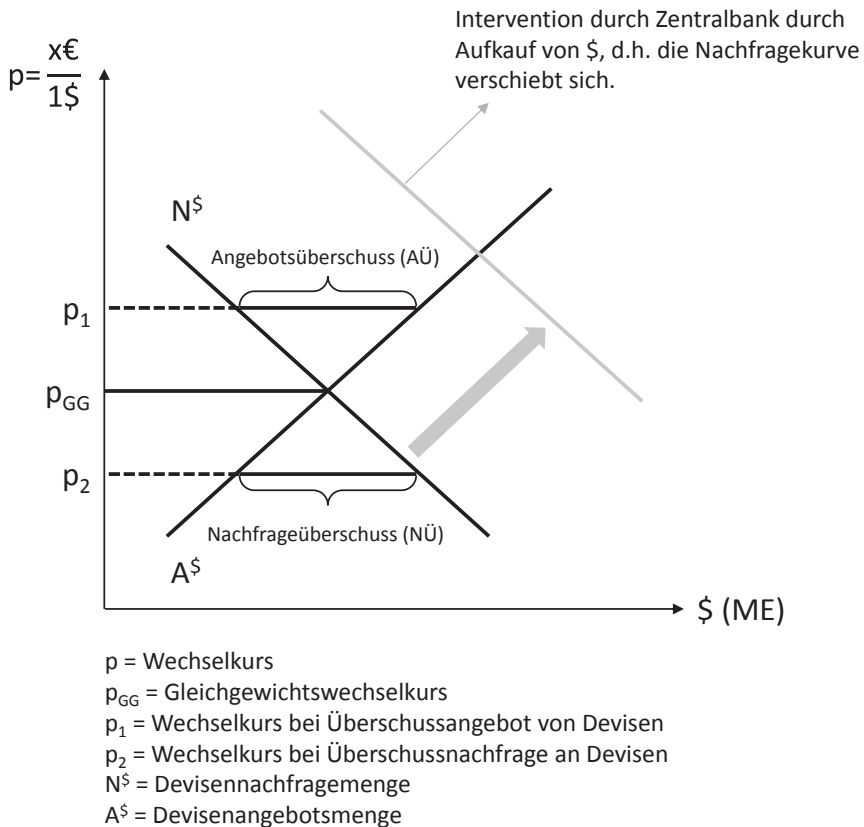 Intervention durch Zentralbank durch
Aufkauf von $, d.h. die Nachfragekurve
verschiebt sich.
p= x€
1$
N$
Angebotsüberschuss (AÜ)
p1
pGG
p2
Nachfrageüberschuss (NÜ)
A$
$ (ME)
p = Wechselkurs
pGG = Gleichgewichtswechselkurs
p1 = Wechselkurs bei Überschussangebot von Devisen
p2 = Wechselkurs bei Überschussnachfrage an Devisen
N$ = Devisennachfragemenge
A$ = Devisenangebotsmenge